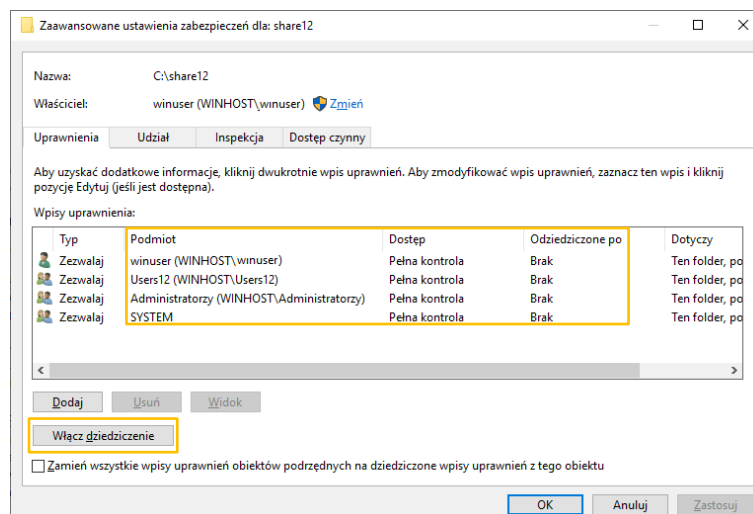 Zaawansowane ustawienia zabezpieczeń dla: share12
Nazwa: C:\share12
Właściciel: winuser (WINHOST\winuser) Zmień
Uprawnienia Udział Inspekcja Dostęp czynny
Aby uzyskać dodatkowe informacje, kliknij dwukrotnie wpis uprawnień. Aby zmodyfikować wpis uprawnień, zaznacz ten wpis i kliknij
pozycję Edytuj (jeśli jest dostępna).
Wpisy uprawnienia:
Typ Podmiot Dostęp Odziedziczone po Dotyczy
Zezwalaj winuser (WINHOST\winuser) Pełna kontrola Brak Ten folder, po
Zezwalaj Users12 (WINHOST\Users12) Pełna kontrola Brak Ten folder, po
Zezwalaj Administratorzy (WINHOST\Administratorzy) Pełna kontrola Brak Ten folder, po
Zezwalaj SYSTEM Pełna kontrola Brak Ten folder, po
Dodaj Usuń Widok
Włącz dziedziczenie
Zamień wszystkie wpisy uprawnień obiektów podrzędnych na dziedziczone wpisy uprawnień z tego obiektu
OK Anuluj Zastosuj